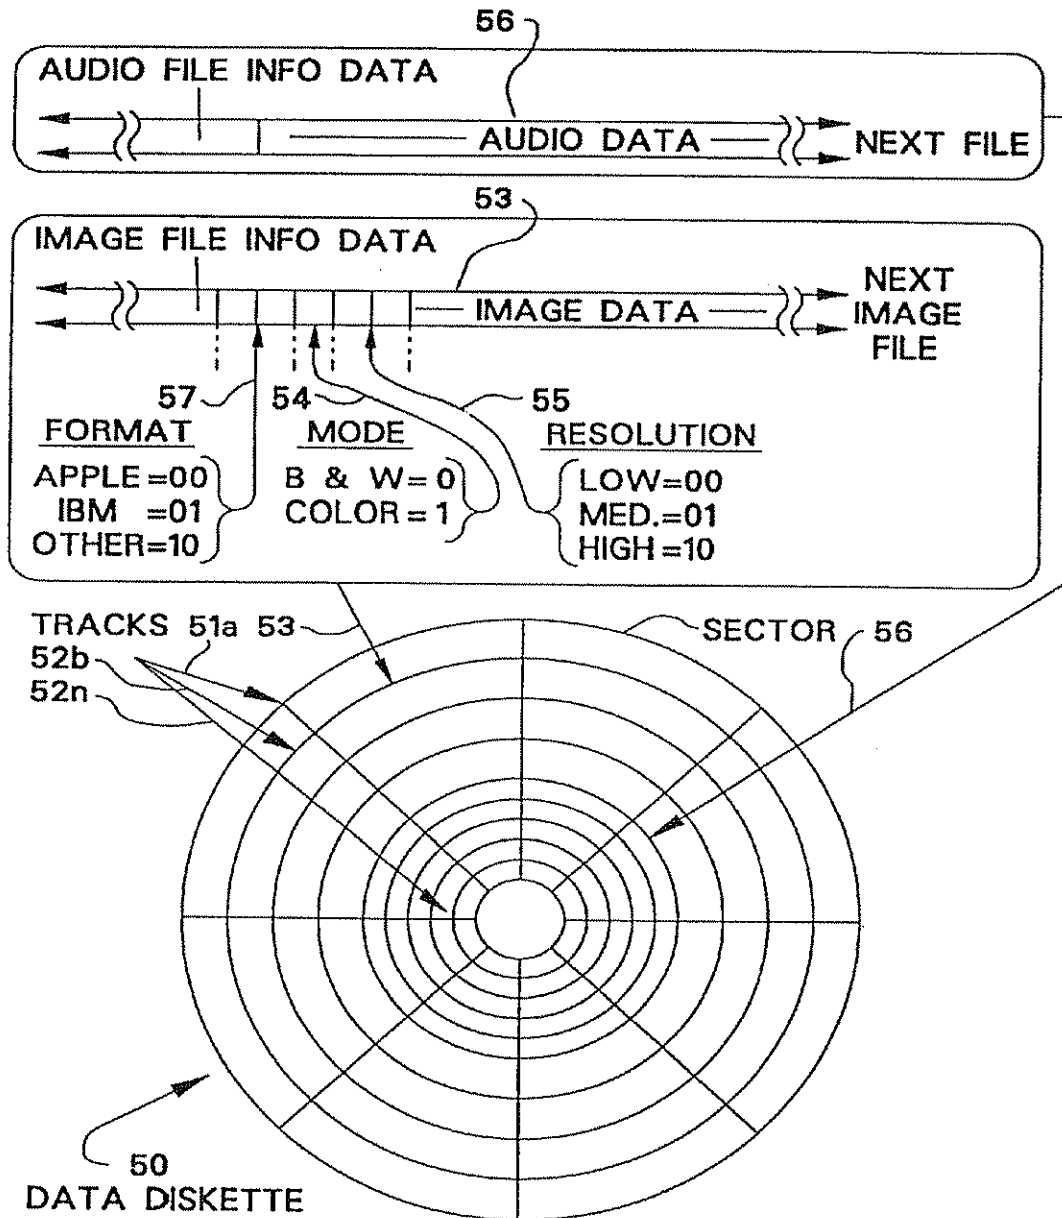 56
AUDIO FILE INFO DATA
AUDIO DATA
NEXT FILE
53
IMAGE FILE INFO DATA
IMAGE DATA
NEXT
IMAGE
FILE
57
54
55
FORMAT
APPLE=00
IBM =01
OTHER=10
MODE
B & W=0
COLOR=1
RESOLUTION
LOW=00
MED.=01
HIGH=10
TRACKS 51a 53
52b
52n
SECTOR 56
50
DATA DISKETTE